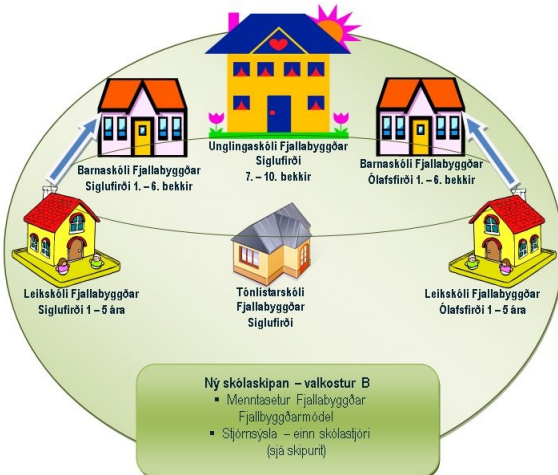 Unglingaskóli Fjallabyggðar
Siglufirði
7. – 10. bekkir
Barnaskóli Fjallabyggðar
Siglufirði 1. – 6. bekkir
Barnaskóli Fjallabyggðar
Ólafsfirði 1. – 6. bekkir
Leikskóli Fjallabyggðar
Siglufirði 1 – 5 ára
Tónlistarskóli
Fjallabyggðar
Siglufirði
Leikskóli Fjallabyggðar
Ólafsfirði 1 – 5 ára
Ný skólaskipan – valkostur B
▪ Menntasetur Fjallabyggðar
Fjallbyggðarmódel
▪ Stjórnsýsla – einn skólastjóri
(sjá skipurit)